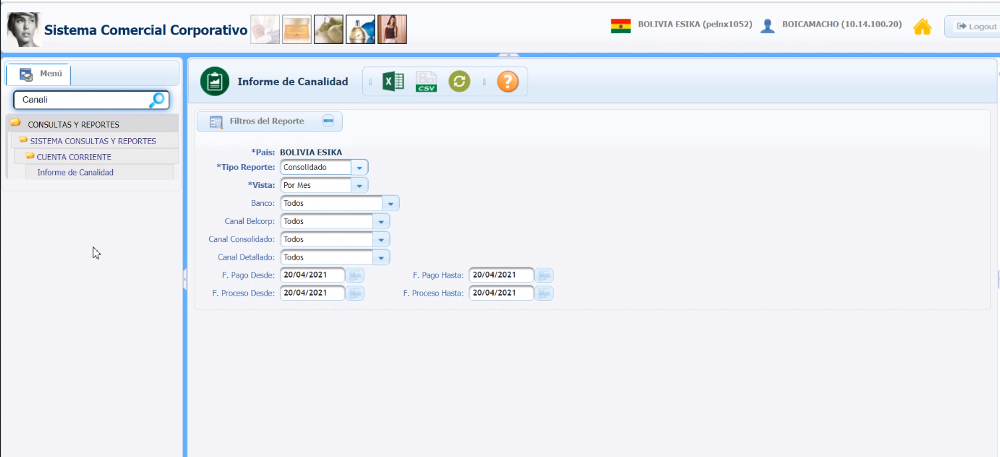 Sistema Comercial Corporativo
BOLIVIA ESIKA (pelnx1052)
BOICAMACHO (10.14.100.20)
Logout
Menú
Canali
CONSULTAS Y REPORTES
SISTEMA CONSULTAS Y REPORTES
CUENTA CORRIENTE
Informe de Canalidad
Informe de Canalidad
X
CSV
?
Filtros del Reporte
*Pais: BOLIVIA ESIKA
*Tipo Reporte: Consolidado
*Vista: Por Mes
Banco: Todos
Canal Belcorp: Todos
Canal Consolidado: Todos
Canal Detallado: Todos
F. Pago Desde: 20/04/2021 F. Pago Hasta: 20/04/2021
F. Proceso Desde: 20/04/2021 F. Proceso Hasta: 20/04/2021